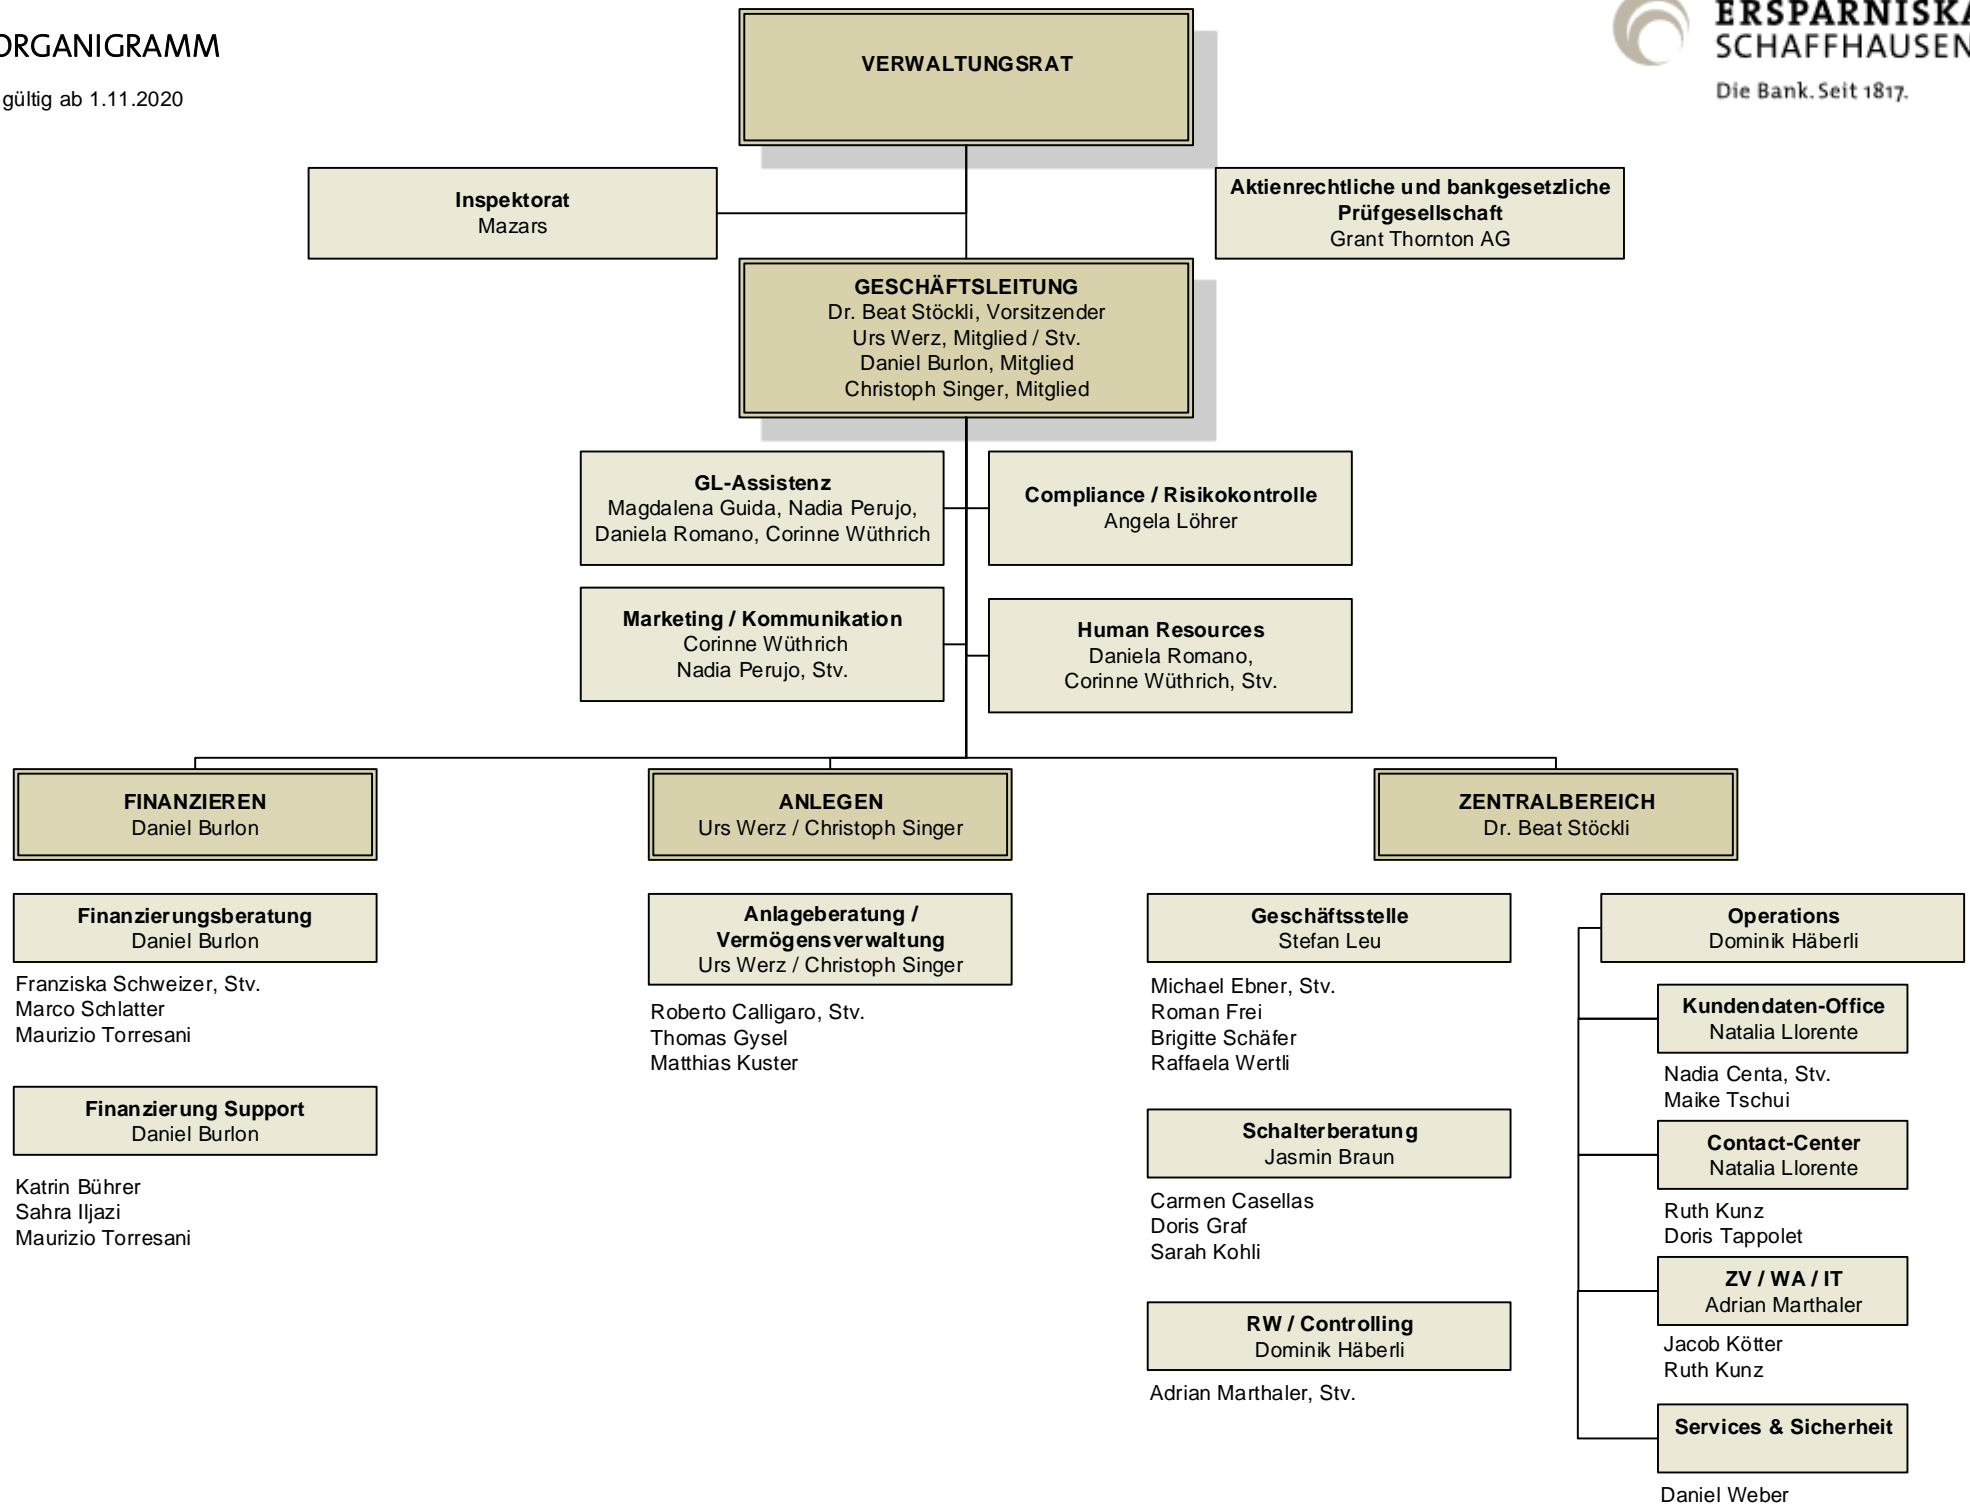 ORGANIGRAMM
gültig ab 1.11.2020
ERSPARNISKA
SCHAFFHAUSEN
Die Bank. Seit 1817.
VERWALTUNGSRAT
Inspektorat
Mazars
Aktienrechtliche und bankgesetzliche
Prüfgesellschaft
Grant Thornton AG
GESCHÄFTSLEITUNG
Dr. Beat Stöckli, Vorsitzender
Urs Werz, Mitglied / Stv.
Daniel Burlon, Mitglied
Christoph Singer, Mitglied
GL-Assistenz
Magdalena Guida, Nadia Perujo,
Daniela Romano, Corinne Wüthrich
Compliance / Risikokontrolle
Angela Löhrer
Marketing / Kommunikation
Corinne Wüthrich
Nadia Perujo, Stv.
Human Resources
Daniela Romano,
Corinne Wüthrich, Stv.
FINANZIEREN
Daniel Burlon
Finanzierungsberatung
Daniel Burlon
Franziska Schweizer, Stv.
Marco Schlatter
Maurizio Torresani
Finanzierung Support
Daniel Burlon
Katrin Bührer
Sahra Iljazi
Maurizio Torresani
ANLEGEN
Urs Werz / Christoph Singer
Anlageberatung /
Vermögensverwaltung
Urs Werz / Christoph Singer
Roberto Calligaro, Stv.
Thomas Gysel
Matthias Kuster
ZENTRALBEREICH
Dr. Beat Stöckli
Geschäftsstelle
Stefan Leu
Michael Ebner, Stv.
Roman Frei
Brigitte Schäfer
Raffaela Wertli
Schalterberatung
Jasmin Braun
Carmen Casellas
Doris Graf
Sarah Kohli
RW / Controlling
Dominik Häberli
Adrian Marthaler, Stv.
Operations
Dominik Häberli
Kundendaten-Office
Natalia Llorente
Nadia Centa, Stv.
Maike Tschui
Contact-Center
Natalia Llorente
Ruth Kunz
Doris Tappolet
ZV / WA / IT
Adrian Marthaler
Jacob Kötter
Ruth Kunz
Services & Sicherheit
Daniel Weber